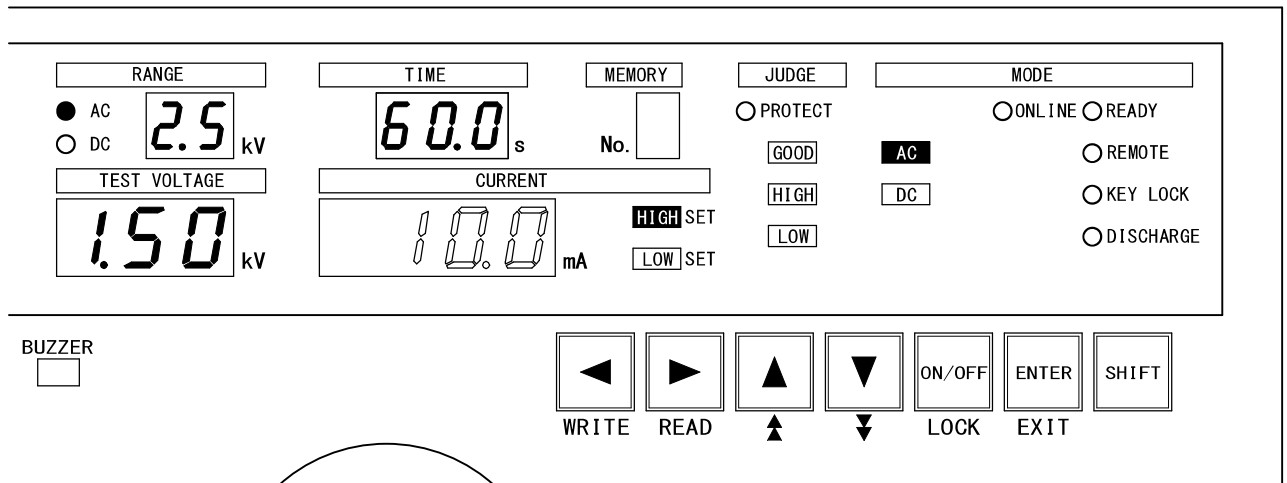 RANGE TIME MEMORY JUDGE MODE
AC 2.5 kV 60.0 s No. PROTECT ONLINE READY
DC GOOD AC REMOTE
TEST VOLTAGE CURRENT HIGH DC KEY LOCK
1.50 kV 10.0 mA HIGH SET LOW DISCHARGE
LOW SET
BUZZER
ON/OFF ENTER SHIFT
WRITE READ LOCK EXIT